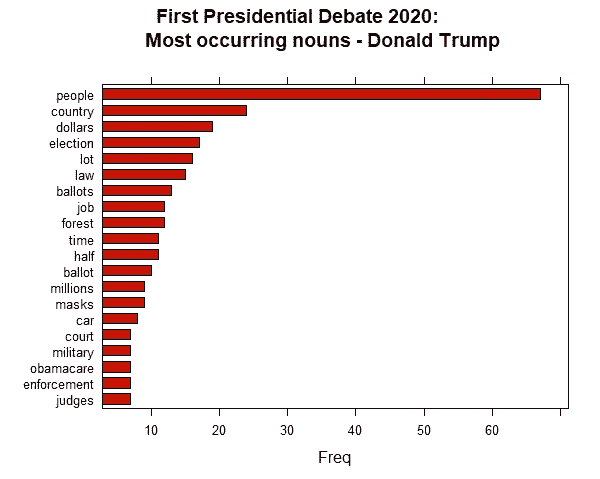 First Presidential Debate 2020:
Most occurring nouns - Donald Trump
people
country
dollars
election
lot
law
ballots
job
forest
time
half
ballot
millions
masks
car
court
military
obamacare
enforcement
judges
10 20 30 40 50 60
Freq